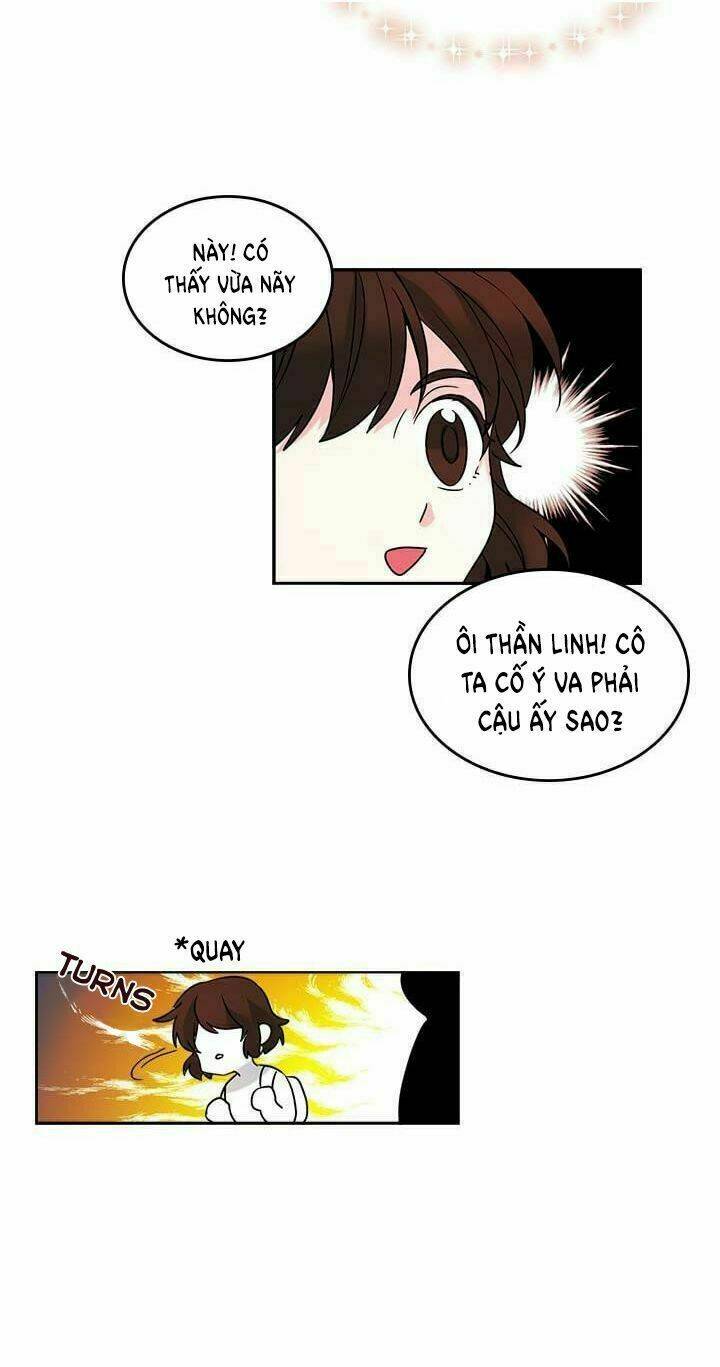 NÀY! CÓ
THẤY VỪA NÃY
KHÔNG?
ÔI THẦN LINH! CÔ
TA CỐ Ý VA PHẢI
CẬU ẤY SAO?
*QUAY
TURNS